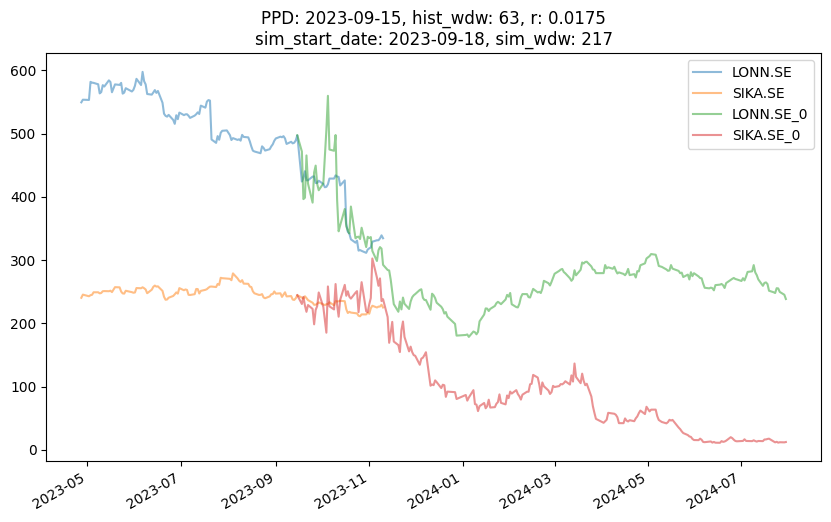 PPD: 2023-09-15, hist_wdw: 63, r: 0.0175
sim_start_date: 2023-09-18, sim_wdw: 217
LONN.SE
SIKA.SE
LONN.SE_0
SIKA.SE_0
600
500
400
300
200
100
0
2023-05
2023-07
2023-09
2023-11
2024-01
2024-03
2024-05
2024-07